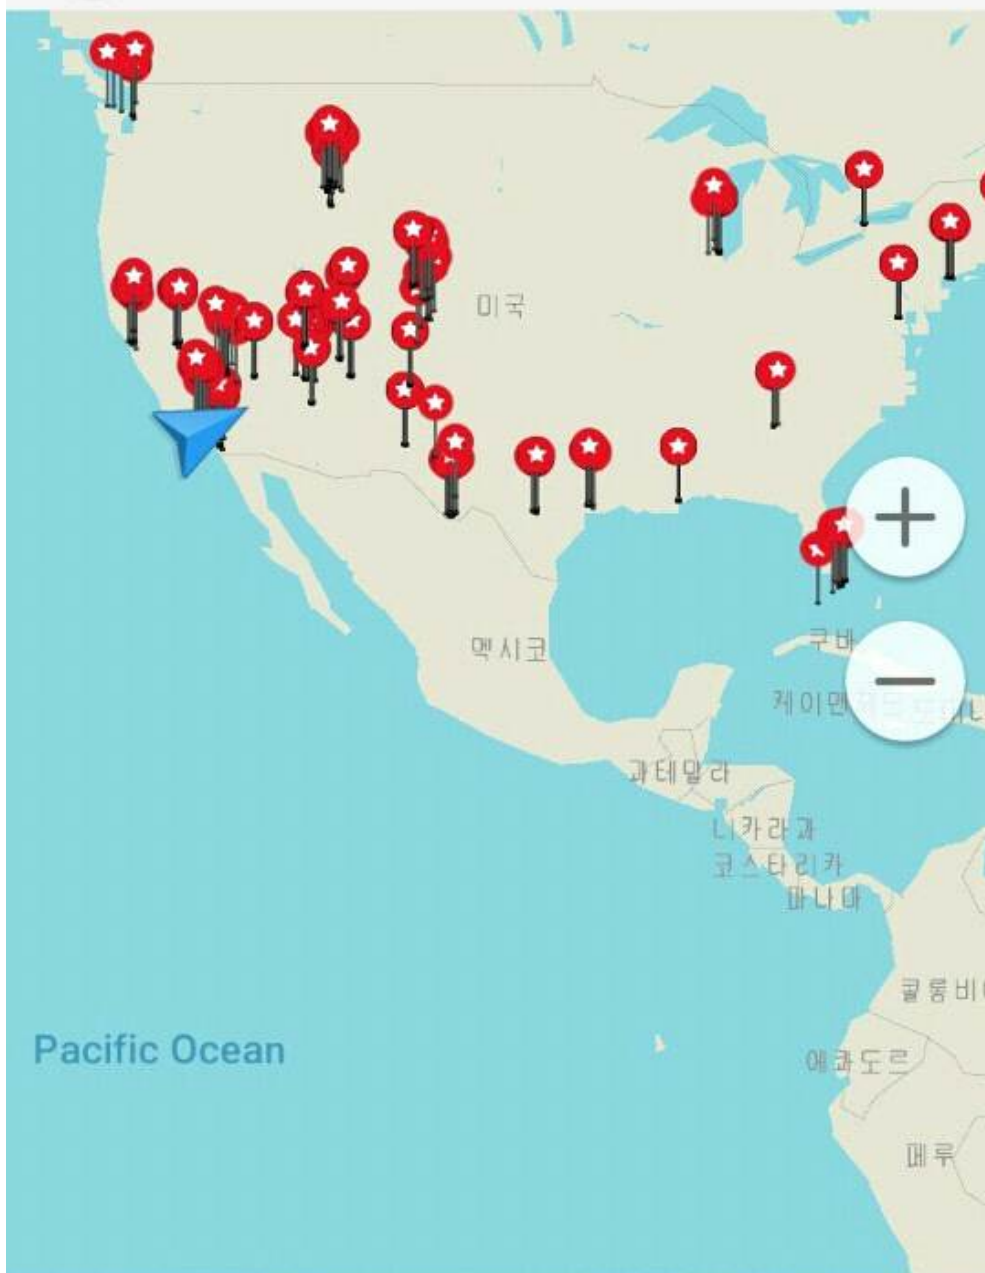 미국
멕시코
쿠바
케이맨
과테말라
니카라과
코스타리카
파나마
콜롬비
Pacific Ocean
에콰도르
페루